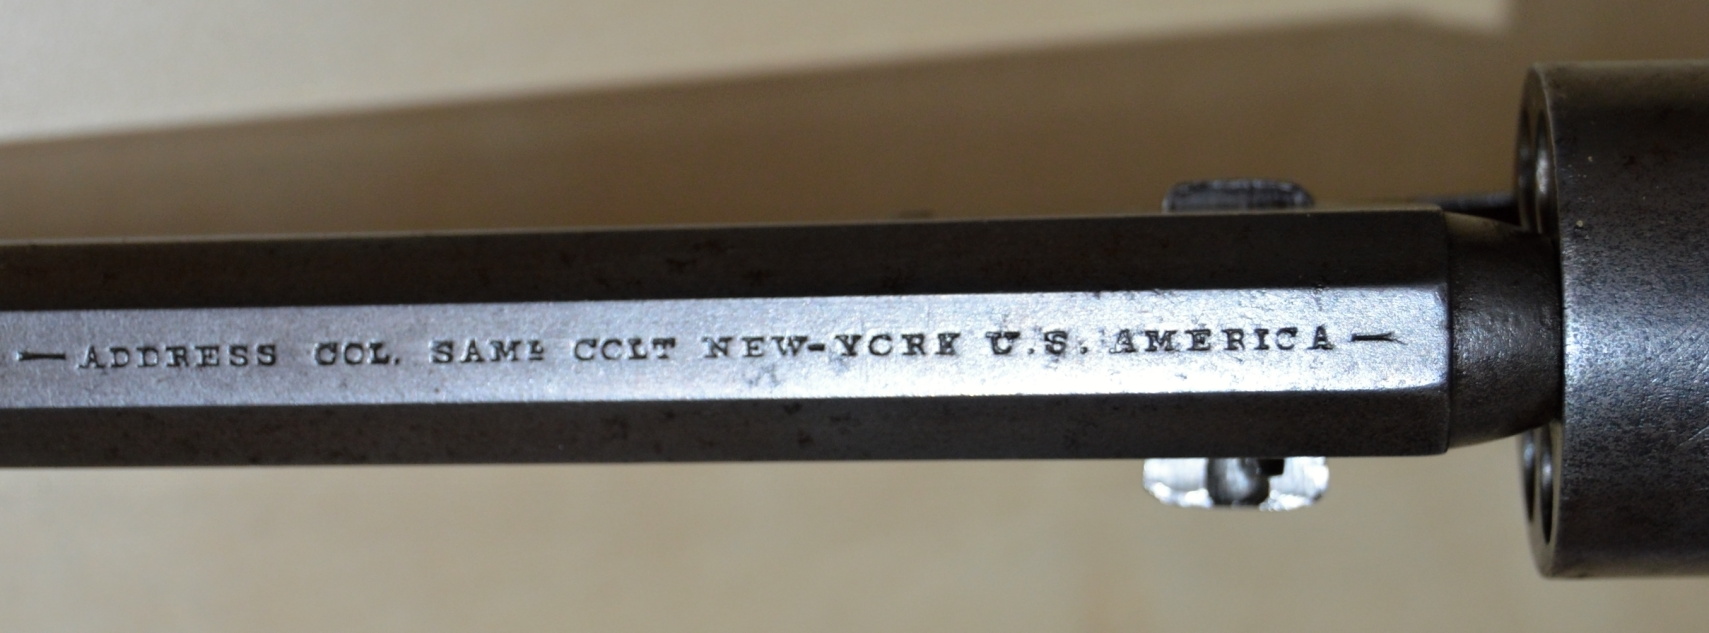 — ADDRESS COL. SAMᴸ COLT NEW-YORK U.S. AMERICA —